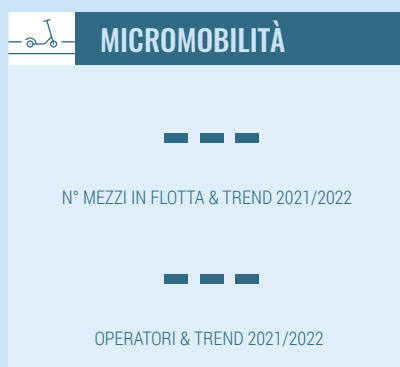 MICROMOBILITÀ
---
N° MEZZI IN FLOTTA & TREND 2021/2022
---
OPERATORI & TREND 2021/2022